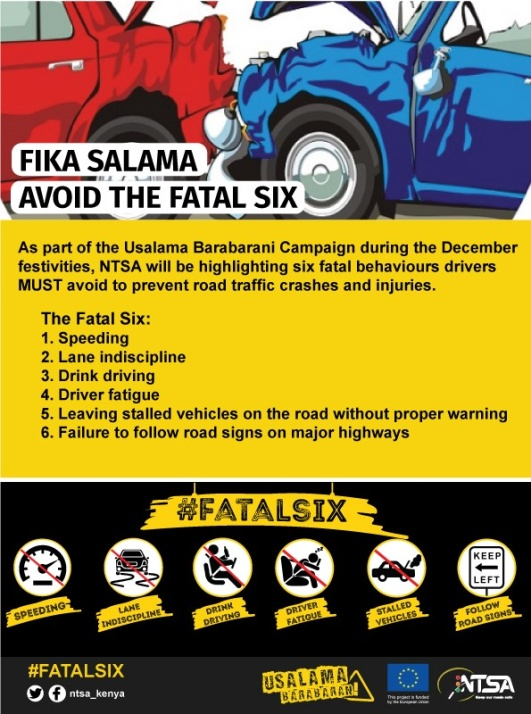 FIKA SALAMA
AVOID THE FATAL SIX
As part of the Usalama Barabarani Campaign during the December
festivities, NTSA will be highlighting six fatal behaviours drivers
MUST avoid to prevent road traffic crashes and injuries.
The Fatal Six:
1. Speeding
2. Lane indiscipline
3. Drink driving
4. Driver fatigue
5. Leaving stalled vehicles on the road without proper warning
6. Failure to follow road signs on major highways
#FATALSIX
KEEP
LEFT
SPEEDING
LANE
INDISCIPLINE
DRINK
DRIVING
DRIVER
FATIGUE
STALLED
VEHICLES
FOLLOW
ROAD SIGNS
#FATALSIX
ntsa_kenya
USALAMA
BARABARANI
This project is funded
by the European Union
NTSA
Keep our roads safe